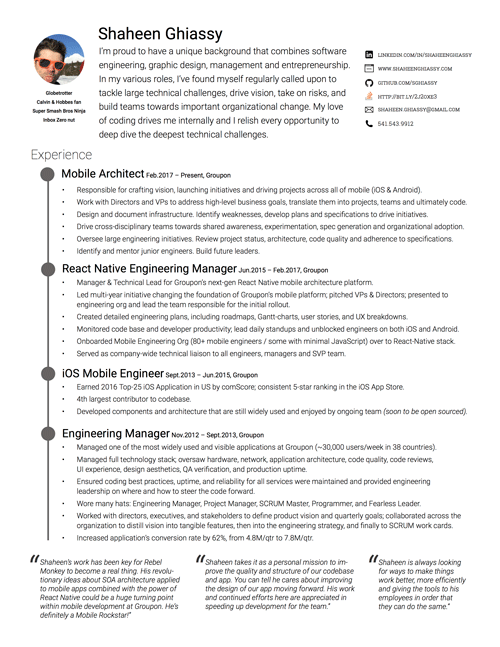 Shaheen Ghiassy
I'm proud to have a unique background that combines software
engineering, graphic design, management and entrepreneurship.
In my various roles, I've found myself regularly called upon to
tackle large technical challenges, drive vision, take on risks, and
build teams towards important organizational change. My love
of coding drives me internally and I relish every opportunity to
deep dive the deepest technical challenges.
Globetrotter
Calvin & Hobbes fan
Super Smash Bros Ninja
Inbox Zero nut
LINKEDIN.COM/IN/SHAHEENGHIASSY
WWW.SHAHEENGHIASSY.COM
GITHUB.COM/SGHIASSY
SHAHEEN.GHIASSY@GMAIL.COM
541.543.9912
Experience
Mobile Architect Feb.2017 – Present, Groupon
• Responsible for crafting vision, launching initiatives and driving projects across all of mobile (iOS & Android).
• Work with Directors and VPs to address high-level business goals, translate them into projects, teams and ultimately code.
• Design and document infrastructure. Identify weaknesses, develop plans and specifications to drive initiatives.
• Drive cross-disciplinary teams towards shared awareness, experimentation, spec generation and organizational adoption.
• Oversee large engineering initiatives. Review project status, architecture, code quality and adherence to specifications.
• Identify and mentor junior engineers. Build future leaders.
React Native Engineering Manager Jun.2015 – Feb.2017, Groupon
• Manager & Technical Lead for Groupon's next-gen React Native mobile architecture platform.
• Led multi-year initiative changing the foundation of Groupon's mobile platform; pitched VPs & Directors; presented to
engineering org and lead the team responsible for the initial rollout.
• Created detailed engineering plans, including roadmaps, Gantt-charts, user stories, and UX breakdowns.
• Monitored code base and developer productivity; lead daily standups and unblocked engineers on both iOS and Android.
• Onboarded Mobile Engineering Org (80+ mobile engineers / some with minimal JavaScript) over to React-Native stack.
• Served as company-wide technical liaison to all engineers, managers and SVP team.
iOS Mobile Engineer Sept.2013 – Jun.2015, Groupon
• Earned 2016 Top-25 iOS Application in US by comScore; consistent 5-star ranking in the iOS App Store.
• 4th largest contributor to codebase.
• Developed components and architecture that are still widely used and enjoyed by ongoing team (soon to be open sourced).
Engineering Manager Nov.2012 – Sept.2013, Groupon
• Managed one of the most widely used and visible applications at Groupon (~30,000 users/week in 38 countries).
• Managed full technology stack; oversaw hardware, network, application architecture, code quality, code reviews,
UI experience, design aesthetics, QA verification, and production uptime.
• Ensured coding best practices, uptime, and reliability for all services were maintained and provided engineering
leadership on where and how to steer the code forward.
• Wore many hats: Engineering Manager, Project Manager, SCRUM Master, Programmer, and Fearless Leader.
• Worked with directors, executives, and stakeholders to define product vision and quarterly goals; collaborated across the
organization to distill vision into tangible features, then into the engineering strategy, and finally to SCRUM work cards.
• Increased application's conversion rate by 62%, from 4.8M/qtr to 7.8M/qtr.
“Shaheen's work has been key for Rebel
Monkey to become a real thing. His revolu-
tionary ideas about SOA architecture applied
to mobile apps combined with the power of
React Native could be a huge turning point
within mobile development at Groupon. He's
definitely a Mobile Rockstar!”
“Shaheen takes it as a personal mission to im-
prove the quality and structure of our codebase
and app. You can tell he cares about improving
the design of our app moving forward. His work
and continued efforts here are appreciated in
speeding up development for the team.”
“Shaheen is always looking
for ways to make things
work better, more efficiently
and giving the tools to his
employees in order that
they can do the same.”